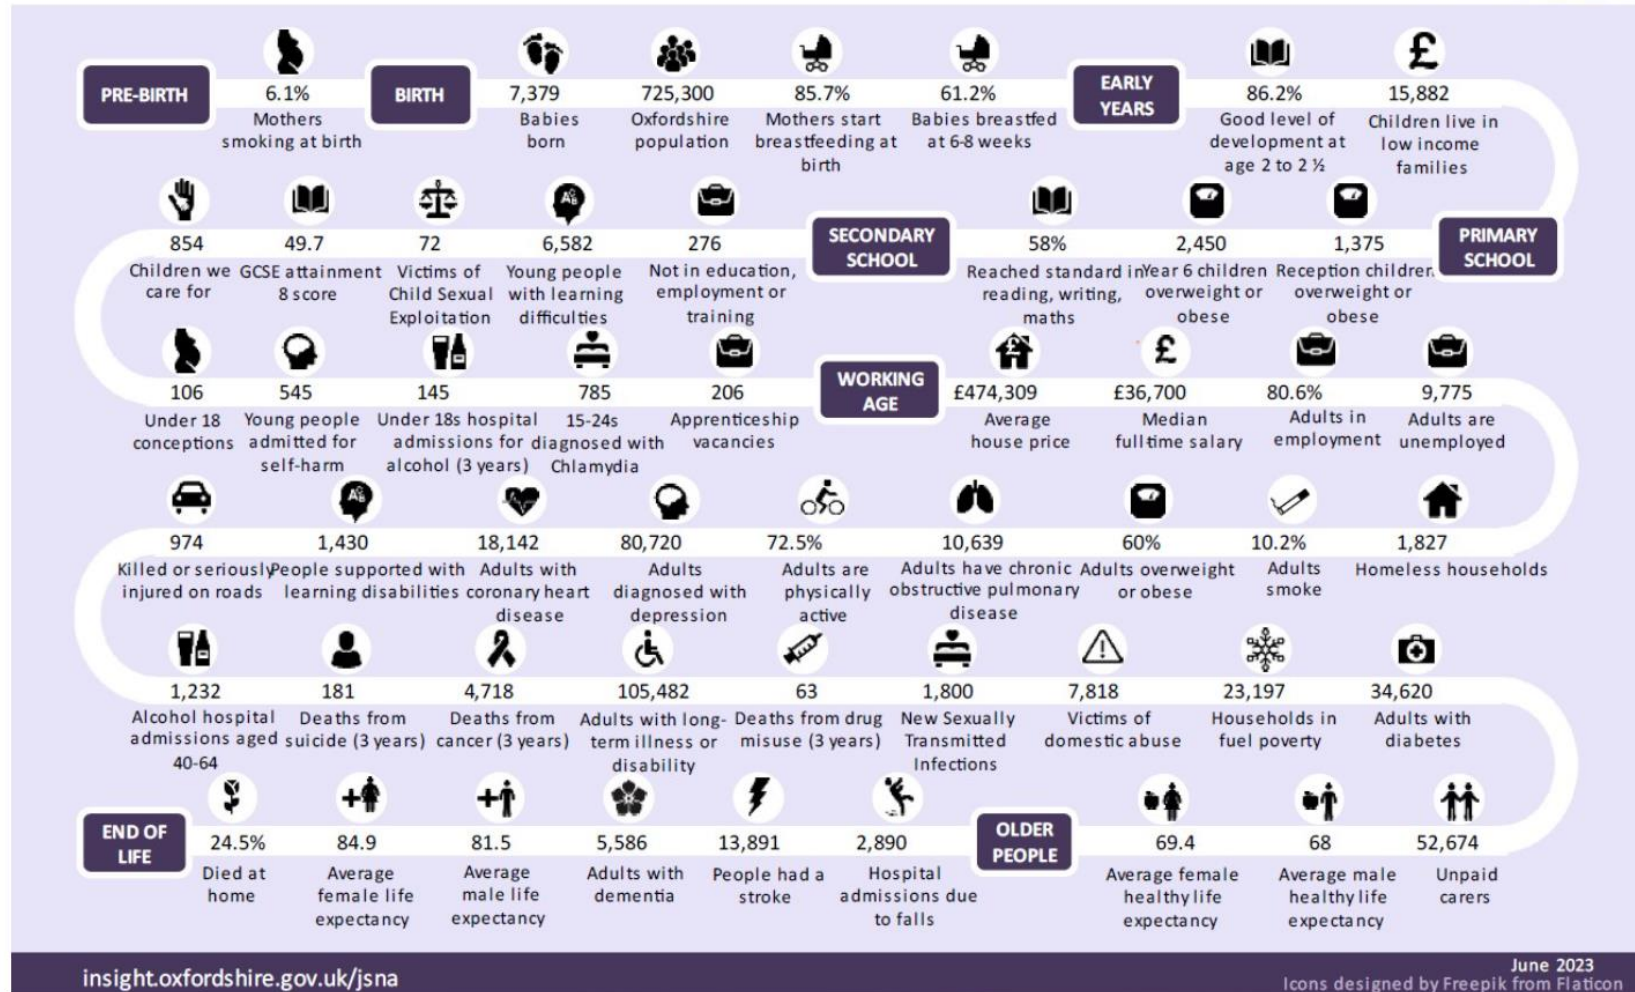 PRE-BIRTH
6.1%
Mothers
smoking at birth
BIRTH
7,379
Babies
born
725,300
Oxfordshire
population
85.7%
Mothers start
breastfeeding at
birth
61.2%
Babies breastfed
at 6-8 weeks
EARLY
YEARS
86.2%
Good level of
development at
age 2 to 2 ½
15,882
Children live in
low income
families
PRIMARY
SCHOOL
1,375
Reception children
overweight or
obese
2,450
Year 6 children
overweight or
obese
58%
Reached standard in
reading, writing,
maths
SECONDARY
SCHOOL
276
Not in education,
employment or
training
6,582
Young people
with learning
difficulties
72
Victims of
Child Sexual
Exploitation
49.7
GCSE attainment
8 score
854
Children we
care for
106
Under 18
conceptions
545
Young people
admitted for
self-harm
145
Under 18s hospital
admissions for
alcohol (3 years)
785
15-24s
diagnosed with
Chlamydia
206
Apprenticeship
vacancies
WORKING
AGE
£474,309
Average
house price
£36,700
Median
full time salary
80.6%
Adults in
employment
9,775
Adults are
unemployed
1,827
Homeless households
10.2%
Adults
smoke
60%
Adults overweight
or obese
10,639
Adults have chronic
obstructive pulmonary
disease
72.5%
Adults are
physically
active
80,720
Adults
diagnosed with
depression
18,142
Adults with
coronary heart
disease
1,430
People supported with
learning disabilities
974
Killed or seriously
injured on roads
1,232
Alcohol hospital
admissions aged
40-64
181
Deaths from
suicide (3 years)
4,718
Deaths from
cancer (3 years)
105,482
Adults with long-
term illness or
disability
63
Deaths from drug
misuse (3 years)
1,800
New Sexually
Transmitted
Infections
7,818
Victims of
domestic abuse
23,197
Households in
fuel poverty
34,620
Adults with
diabetes
52,674
Unpaid
carers
68
Average male
healthy life
expectancy
69.4
Average female
healthy life
expectancy
OLDER
PEOPLE
2,890
Hospital
admissions due
to falls
13,891
People had a
stroke
5,586
Adults with
dementia
81.5
Average
male life
expectancy
84.9
Average
female life
expectancy
24.5%
Died at
home
END OF
LIFE
insight.oxfordshire.gov.uk/jsna
June 2023
Icons designed by Freepik from Flaticon